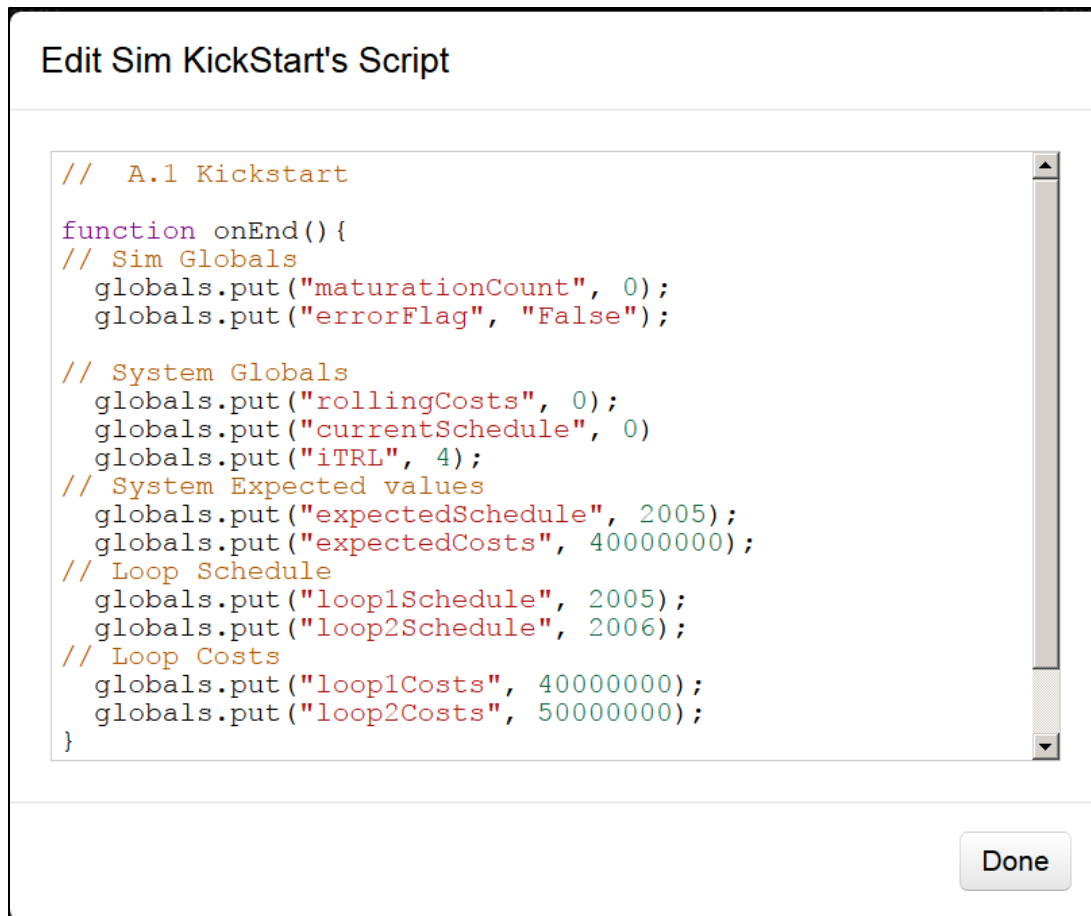 Edit Sim KickStart's Script
//  A.1 Kickstart
function onEnd(){
// Sim Globals
  globals.put("maturationCount", 0);
  globals.put("errorFlag", "False");
// System Globals
  globals.put("rollingCosts", 0);
  globals.put("currentSchedule", 0)
  globals.put("iTRL", 4);
// System Expected values
  globals.put("expectedSchedule", 2005);
  globals.put("expectedCosts", 40000000);
// Loop Schedule
  globals.put("loop1Schedule", 2005);
  globals.put("loop2Schedule", 2006);
// Loop Costs
  globals.put("loop1Costs", 40000000);
  globals.put("loop2Costs", 50000000);
}
Done